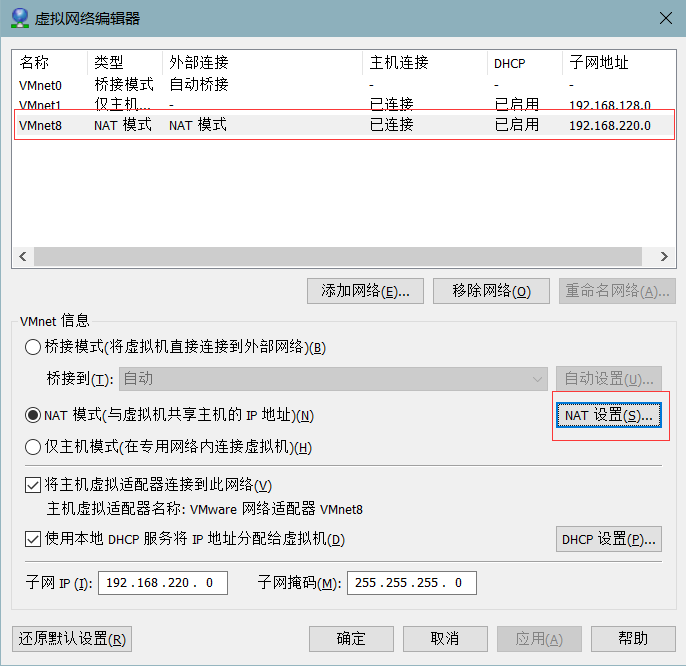 虚拟网络编辑器
名称 类型 外部连接 主机连接 DHCP 子网地址
VMnet0 桥接模式 自动桥接 - - -
VMnet1 仅主机... - 已连接 已启用 192.168.128.0
VMnet8 NAT 模式 NAT 模式 已连接 已启用 192.168.220.0
添加网络(E)... 移除网络(O) 重命名网络(A)...
VMnet 信息
桥接模式(将虚拟机直接连接到外部网络)(B)
桥接到(T): 自动 自动设置(U)...
NAT 模式(与虚拟机共享主机的 IP 地址)(N) NAT 设置(S)...
仅主机模式(在专用网络内连接虚拟机)(H)
将主机虚拟适配器连接到此网络(V)
主机虚拟适配器名称: VMware 网络适配器 VMnet8
使用本地 DHCP 服务将 IP 地址分配给虚拟机(D) DHCP 设置(P)...
子网 IP (I): 192 . 168 . 220 . 0 子网掩码(M): 255 . 255 . 255 . 0
还原默认设置(R) 确定 取消 应用(A) 帮助